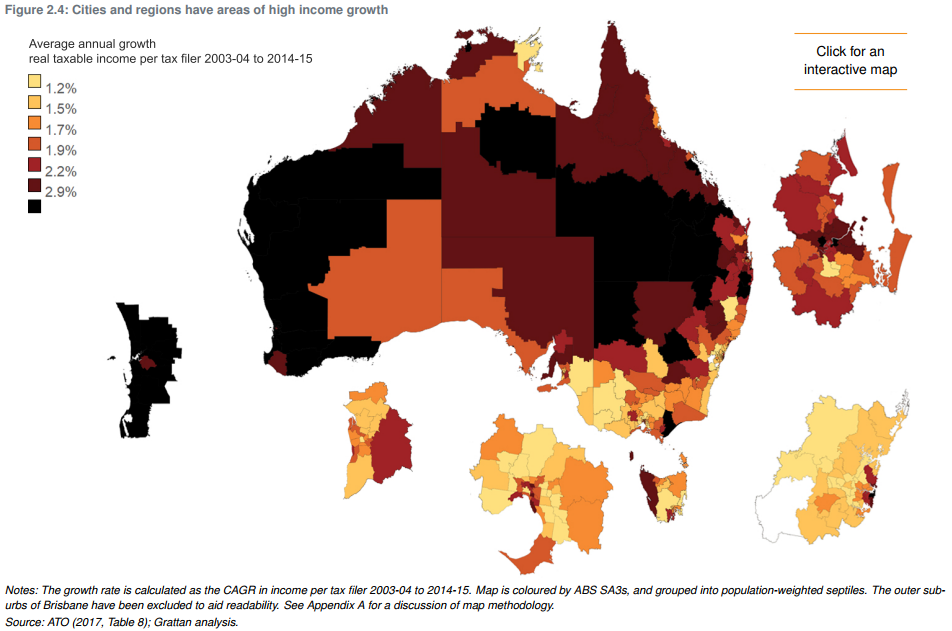 Figure 2.4: Cities and regions have areas of high income growth
Average annual growth
real taxable income per tax filer 2003-04 to 2014-15
1.2%
1.5%
1.7%
1.9%
2.2%
2.9%
Click for an
interactive map
Notes: The growth rate is calculated as the CAGR in income per tax filer 2003-04 to 2014-15. Map is coloured by ABS SA3s, and grouped into population-weighted septiles. The outer sub-
urbs of Brisbane have been excluded to aid readability. See Appendix A for a discussion of map methodology.
Source: ATO (2017, Table 8); Grattan analysis.